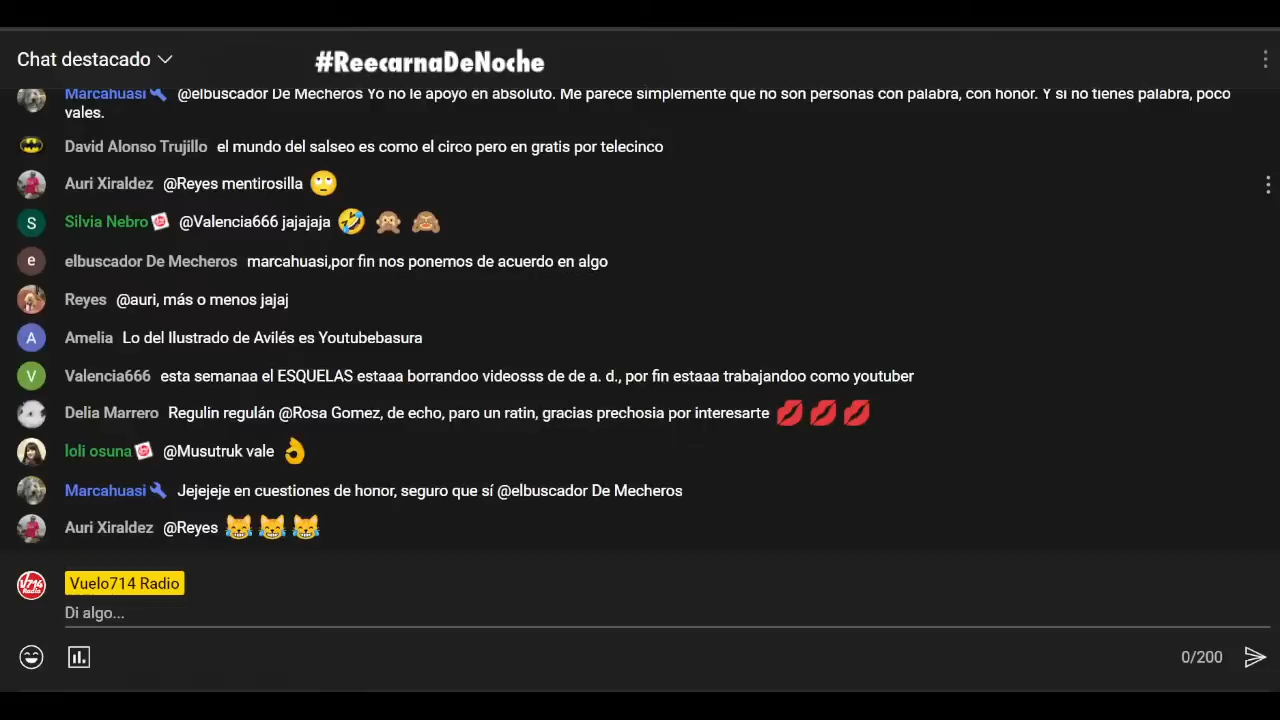 Chat destacado
#ReecarnaDeNoche
Marcahuasi @elbuscador De Mecheros Yo no le apoyo en absoluto. Me parece simplemente que no son personas con palabra, con honor. Y si no tienes palabra, poco
vales.
David Alonso Trujillo el mundo del salseo es como el circo pero en gratis por telecinco
Auri Xiraldez @Reyes mentirosilla 🙄
S Silvia Nebro @Valencia666 jajajaja 🤣 🙊 🙈
e elbuscador De Mecheros marcahuasi,por fin nos ponemos de acuerdo en algo
Reyes @auri, más o menos jajaj
A Amelia Lo del Ilustrado de Avilés es Youtubebasura
V Valencia666 esta semanaa el ESQUELAS estaaa borrandoo videosss de de a. d., por fin estaaa trabajandoo como youtuber
Delia Marrero Regulin regulán @Rosa Gomez, de echo, paro un ratin, gracias prechosia por interesarte 💋 💋 💋
loli osuna @Musutruk vale 👌
Marcahuasi Jejejeje en cuestiones de honor, seguro que sí @elbuscador De Mecheros
Auri Xiraldez @Reyes 😹 😹 😹
V714 Radio Vuelo714 Radio
Di algo...
0/200